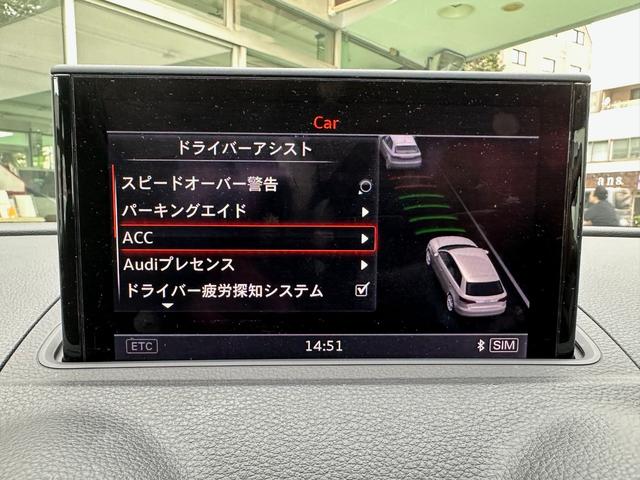 Car
ドライバーアシスト
スピードオーバー警告
パーキングエイド
ACC
Audiプレセンス
ドライバー疲労探知システム
ETC 14:51 SIM
ans.